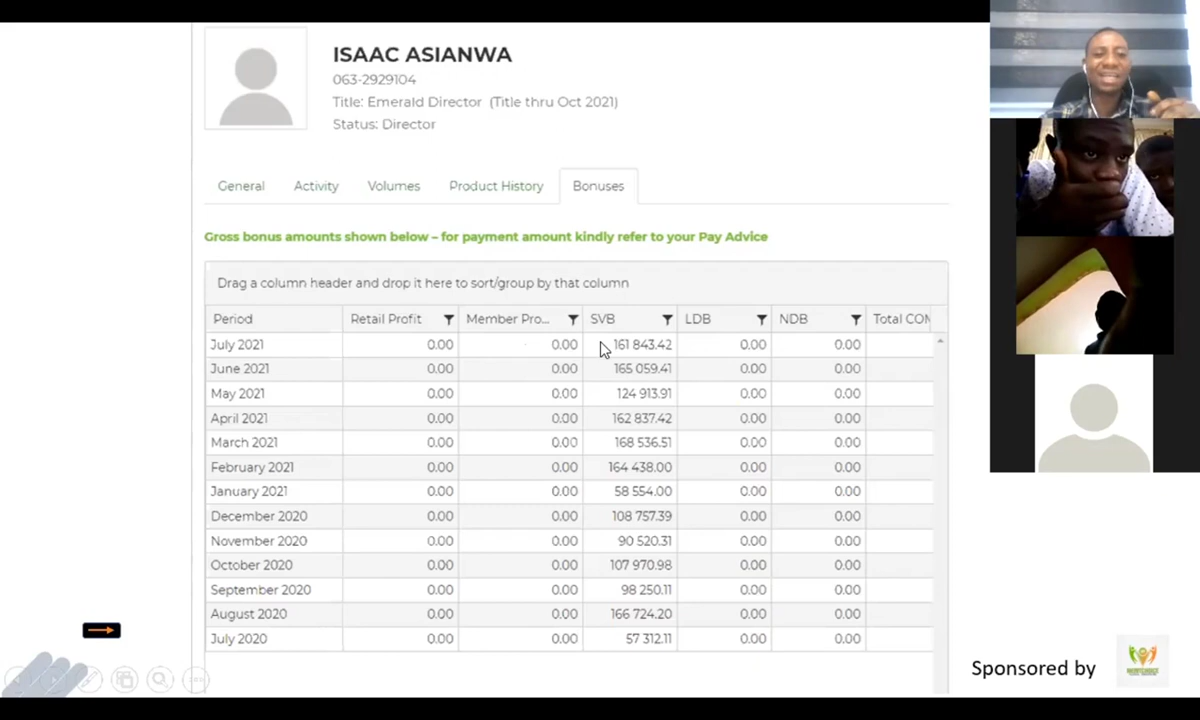 ISAAC ASIANWA
063-2929104
Title: Emerald Director (Title thru Oct 2021)
Status: Director
General Activity Volumes Product History Bonuses
Gross bonus amounts shown below – for payment amount kindly refer to your Pay Advice
Drag a column header and drop it here to sort/group by that column
Period Retail Profit Member Pro... SVB LDB NDB Total COM
July 2021 0.00 0.00 161 843.42 0.00 0.00
June 2021 0.00 0.00 165 059.41 0.00 0.00
May 2021 0.00 0.00 124 913.91 0.00 0.00
April 2021 0.00 0.00 162 837.42 0.00 0.00
March 2021 0.00 0.00 168 536.51 0.00 0.00
February 2021 0.00 0.00 164 438.00 0.00 0.00
January 2021 0.00 0.00 58 554.00 0.00 0.00
December 2020 0.00 0.00 108 757.39 0.00 0.00
November 2020 0.00 0.00 90 520.31 0.00 0.00
October 2020 0.00 0.00 107 970.98 0.00 0.00
September 2020 0.00 0.00 98 250.11 0.00 0.00
August 2020 0.00 0.00 166 724.20 0.00 0.00
July 2020 0.00 0.00 57 312.11 0.00 0.00
Sponsored by